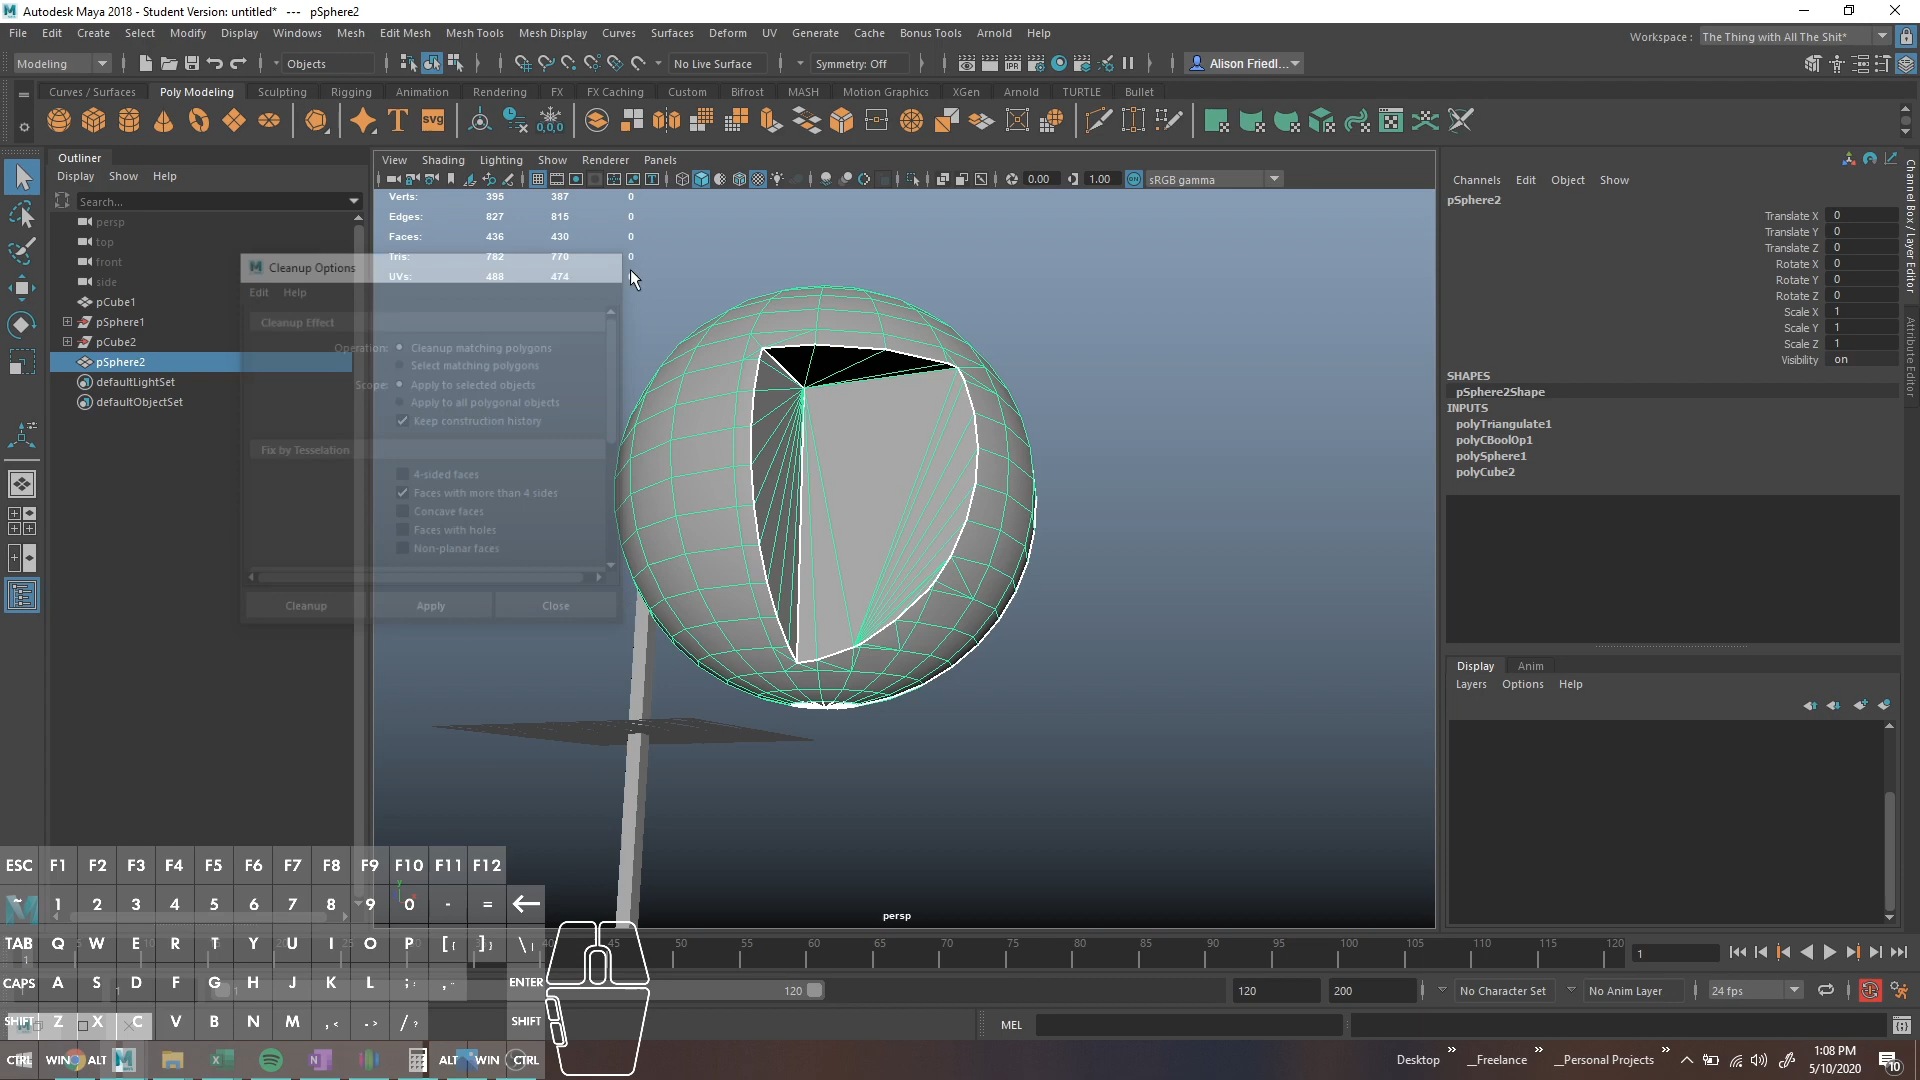 Autodesk Maya 2018 - Student Version: untitled* --- pSphere2
File Edit Create Select Modify Display Windows Mesh Edit Mesh Mesh Tools Mesh Display Curves Surfaces Deform UV Generate Cache Bonus Tools Arnold Help
Workspace : The Thing with All The Shit*
Modeling Objects No Live Surface Symmetry: Off Alison Friedl...
Curves / Surfaces Poly Modeling Sculpting Rigging Animation Rendering FX FX Caching Custom Bifrost MASH Motion Graphics XGen Arnold TURTLE Bullet
Outliner
Display Show Help
Search...
persp
top
front
side
pCube1
pSphere1
pCube2
pSphere2
defaultLightSet
defaultObjectSet
View Shading Lighting Show Renderer Panels
0.00 1.00 sRGB gamma
Verts: 395 387 0
Edges: 827 815 0
Faces: 436 430 0
Tris: 782 770 0
UVs: 488 474
Cleanup Options
Edit Help
Cleanup Effect
Operation: Cleanup matching polygons
Select matching polygons
Scope: Apply to selected objects
Apply to all polygonal objects
Keep construction history
Fix by Tesselation
4-sided faces
Faces with more than 4 sides
Concave faces
Faces with holes
Non-planar faces
Cleanup Apply Close
persp
Channels Edit Object Show
pSphere2
Translate X 0
Translate Y 0
Translate Z 0
Rotate X 0
Rotate Y 0
Rotate Z 0
Scale X 1
Scale Y 1
Scale Z 1
Visibility on
SHAPES
pSphere2Shape
INPUTS
polyTriangulate1
polyCBoolOp1
polySphere1
polyCube2
Channel Box / Layer Editor
Attribute Editor
Display Anim
Layers Options Help
ESC F1 F2 F3 F4 F5 F6 F7 F8 F9 F10 F11 F12
~ 1 2 3 4 5 6 7 8 9 0 - =
TAB Q W E R T Y U I O P [{ ]} \|
CAPS A S D F G H J K L ENTER
SHIFT Z X C V B N M ,< .> /? SHIFT
CTRL WIN ALT ALT WIN CTRL
45 50 55 60 65 70 75 80 85 90 95 100 105 110 115 120
1
120 120 200 No Character Set No Anim Layer 24 fps
MEL
Desktop __Freelance __Personal Projects
1:08 PM
5/10/2020
10